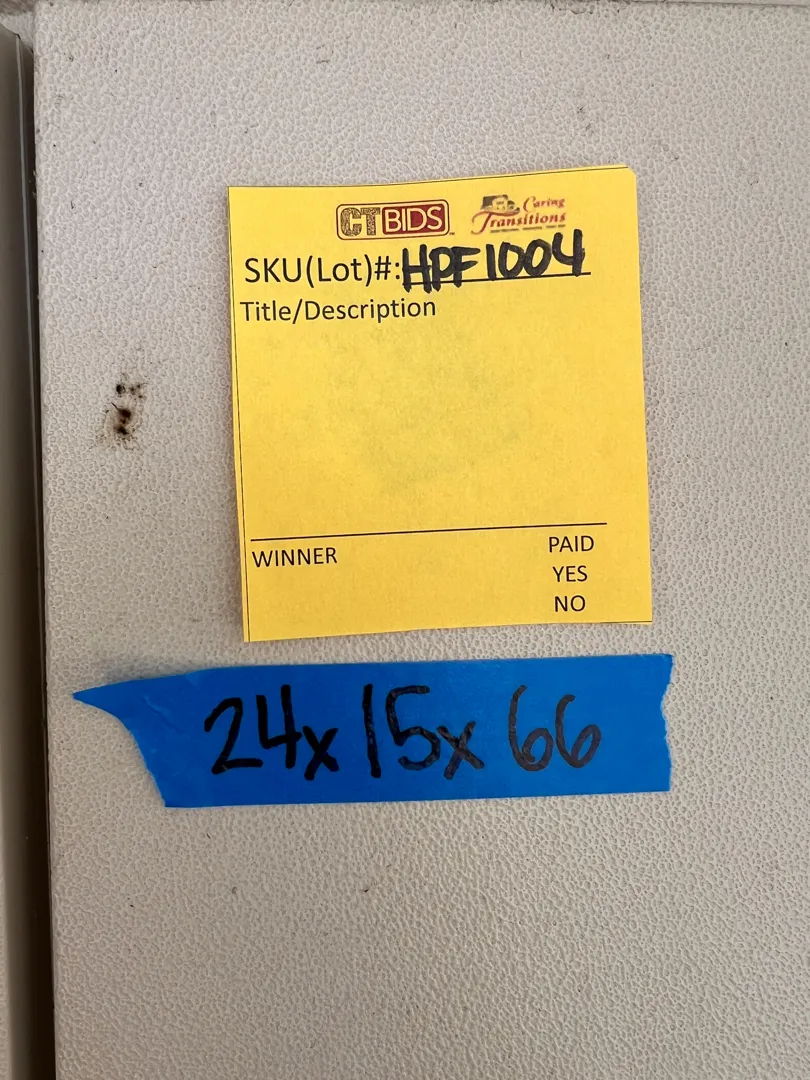 CTBIDS Caring Transitions
SKU(Lot)#: HPF1004
Title/Description
WINNER PAID
YES
NO
24x15x66